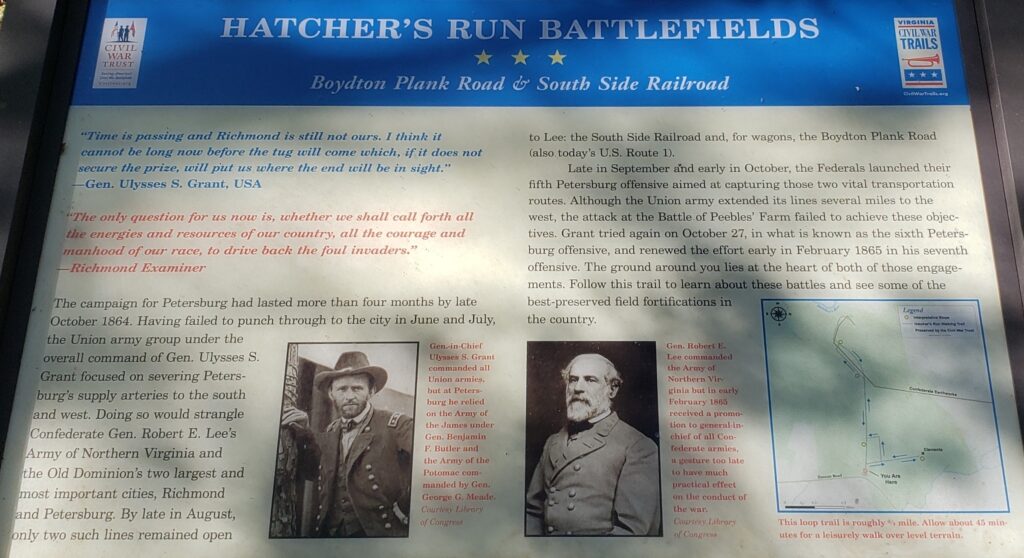 HATCHER'S RUN BATTLEFIELDS
Boydton Plank Road & South Side Railroad
CIVIL
WAR
TRUST
VIRGINIA
CIVIL WAR
TRAILS
CivilWarTrails.org
"Time is passing and Richmond is still not ours. I think it
cannot be long now before the tug will come which, if it does not
secure the prize, will put us where the end will be in sight."
—Gen. Ulysses S. Grant, USA
"The only question for us now is, whether we shall call forth all
the energies and resources of our country, all the courage and
manhood of our race, to drive back the foul invaders."
—Richmond Examiner
The campaign for Petersburg had lasted more than four months by late
October 1864. Having failed to punch through to the city in June and July,
the Union army group under the
overall command of Gen. Ulysses S.
Grant focused on severing Peters-
burg's supply arteries to the south
and west. Doing so would strangle
Confederate Gen. Robert E. Lee's
Army of Northern Virginia and
the Old Dominion's two largest and
most important cities, Richmond
and Petersburg. By late in August,
only two such lines remained open
Gen.-in-Chief
Ulysses S. Grant
commanded all
Union armies,
but at Peters-
burg he relied
on the Army of
the James under
Gen. Benjamin
F. Butler and
the Army of the
Potomac com-
manded by Gen.
George G. Meade.
Courtesy Library
of Congress
to Lee: the South Side Railroad and, for wagons, the Boydton Plank Road
(also today's U.S. Route 1).
Late in September and early in October, the Federals launched their
fifth Petersburg offensive aimed at capturing those two vital transportation
routes. Although the Union army extended its lines several miles to the
west, the attack at the Battle of Peebles' Farm failed to achieve these objec-
tives. Grant tried again on October 27, in what is known as the sixth Peters-
burg offensive, and renewed the effort early in February 1865 in his seventh
offensive. The ground around you lies at the heart of both of those engage-
ments. Follow this trail to learn about these battles and see some of the
best-preserved field fortifications in
the country.
Gen. Robert E.
Lee commanded
the Army of
Northern Vir-
ginia but in early
February 1865
received a promo-
tion to general-in-
chief of all Con-
federate armies,
a gesture too late
to have much
practical effect
on the conduct of
the war.
Courtesy Library
of Congress
Legend
Interpretive Stops
Hatcher's Run Walking Trail
Preserved by the Civil War Trust
Confederate Earthworks
Clements
You Are
Here
This loop trail is roughly ¾ mile. Allow about 45 min-
utes for a leisurely walk over level terrain.